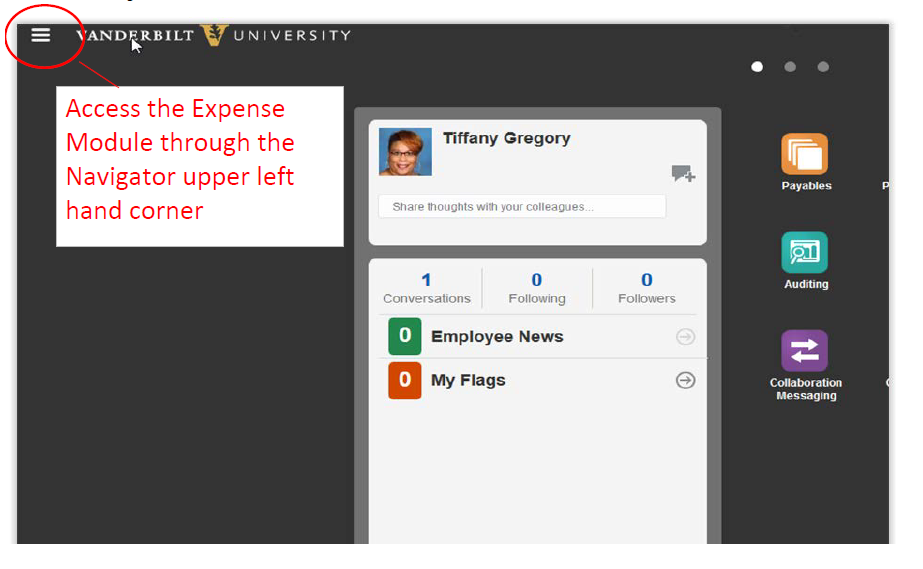 VANDERBILT UNIVERSITY
Access the Expense
Module through the
Navigator upper left
hand corner
Tiffany Gregory
Share thoughts with your colleagues...
1
Conversations
0
Following
0
Followers
0 Employee News
0 My Flags
Payables
P
Auditing
Collaboration
Messaging